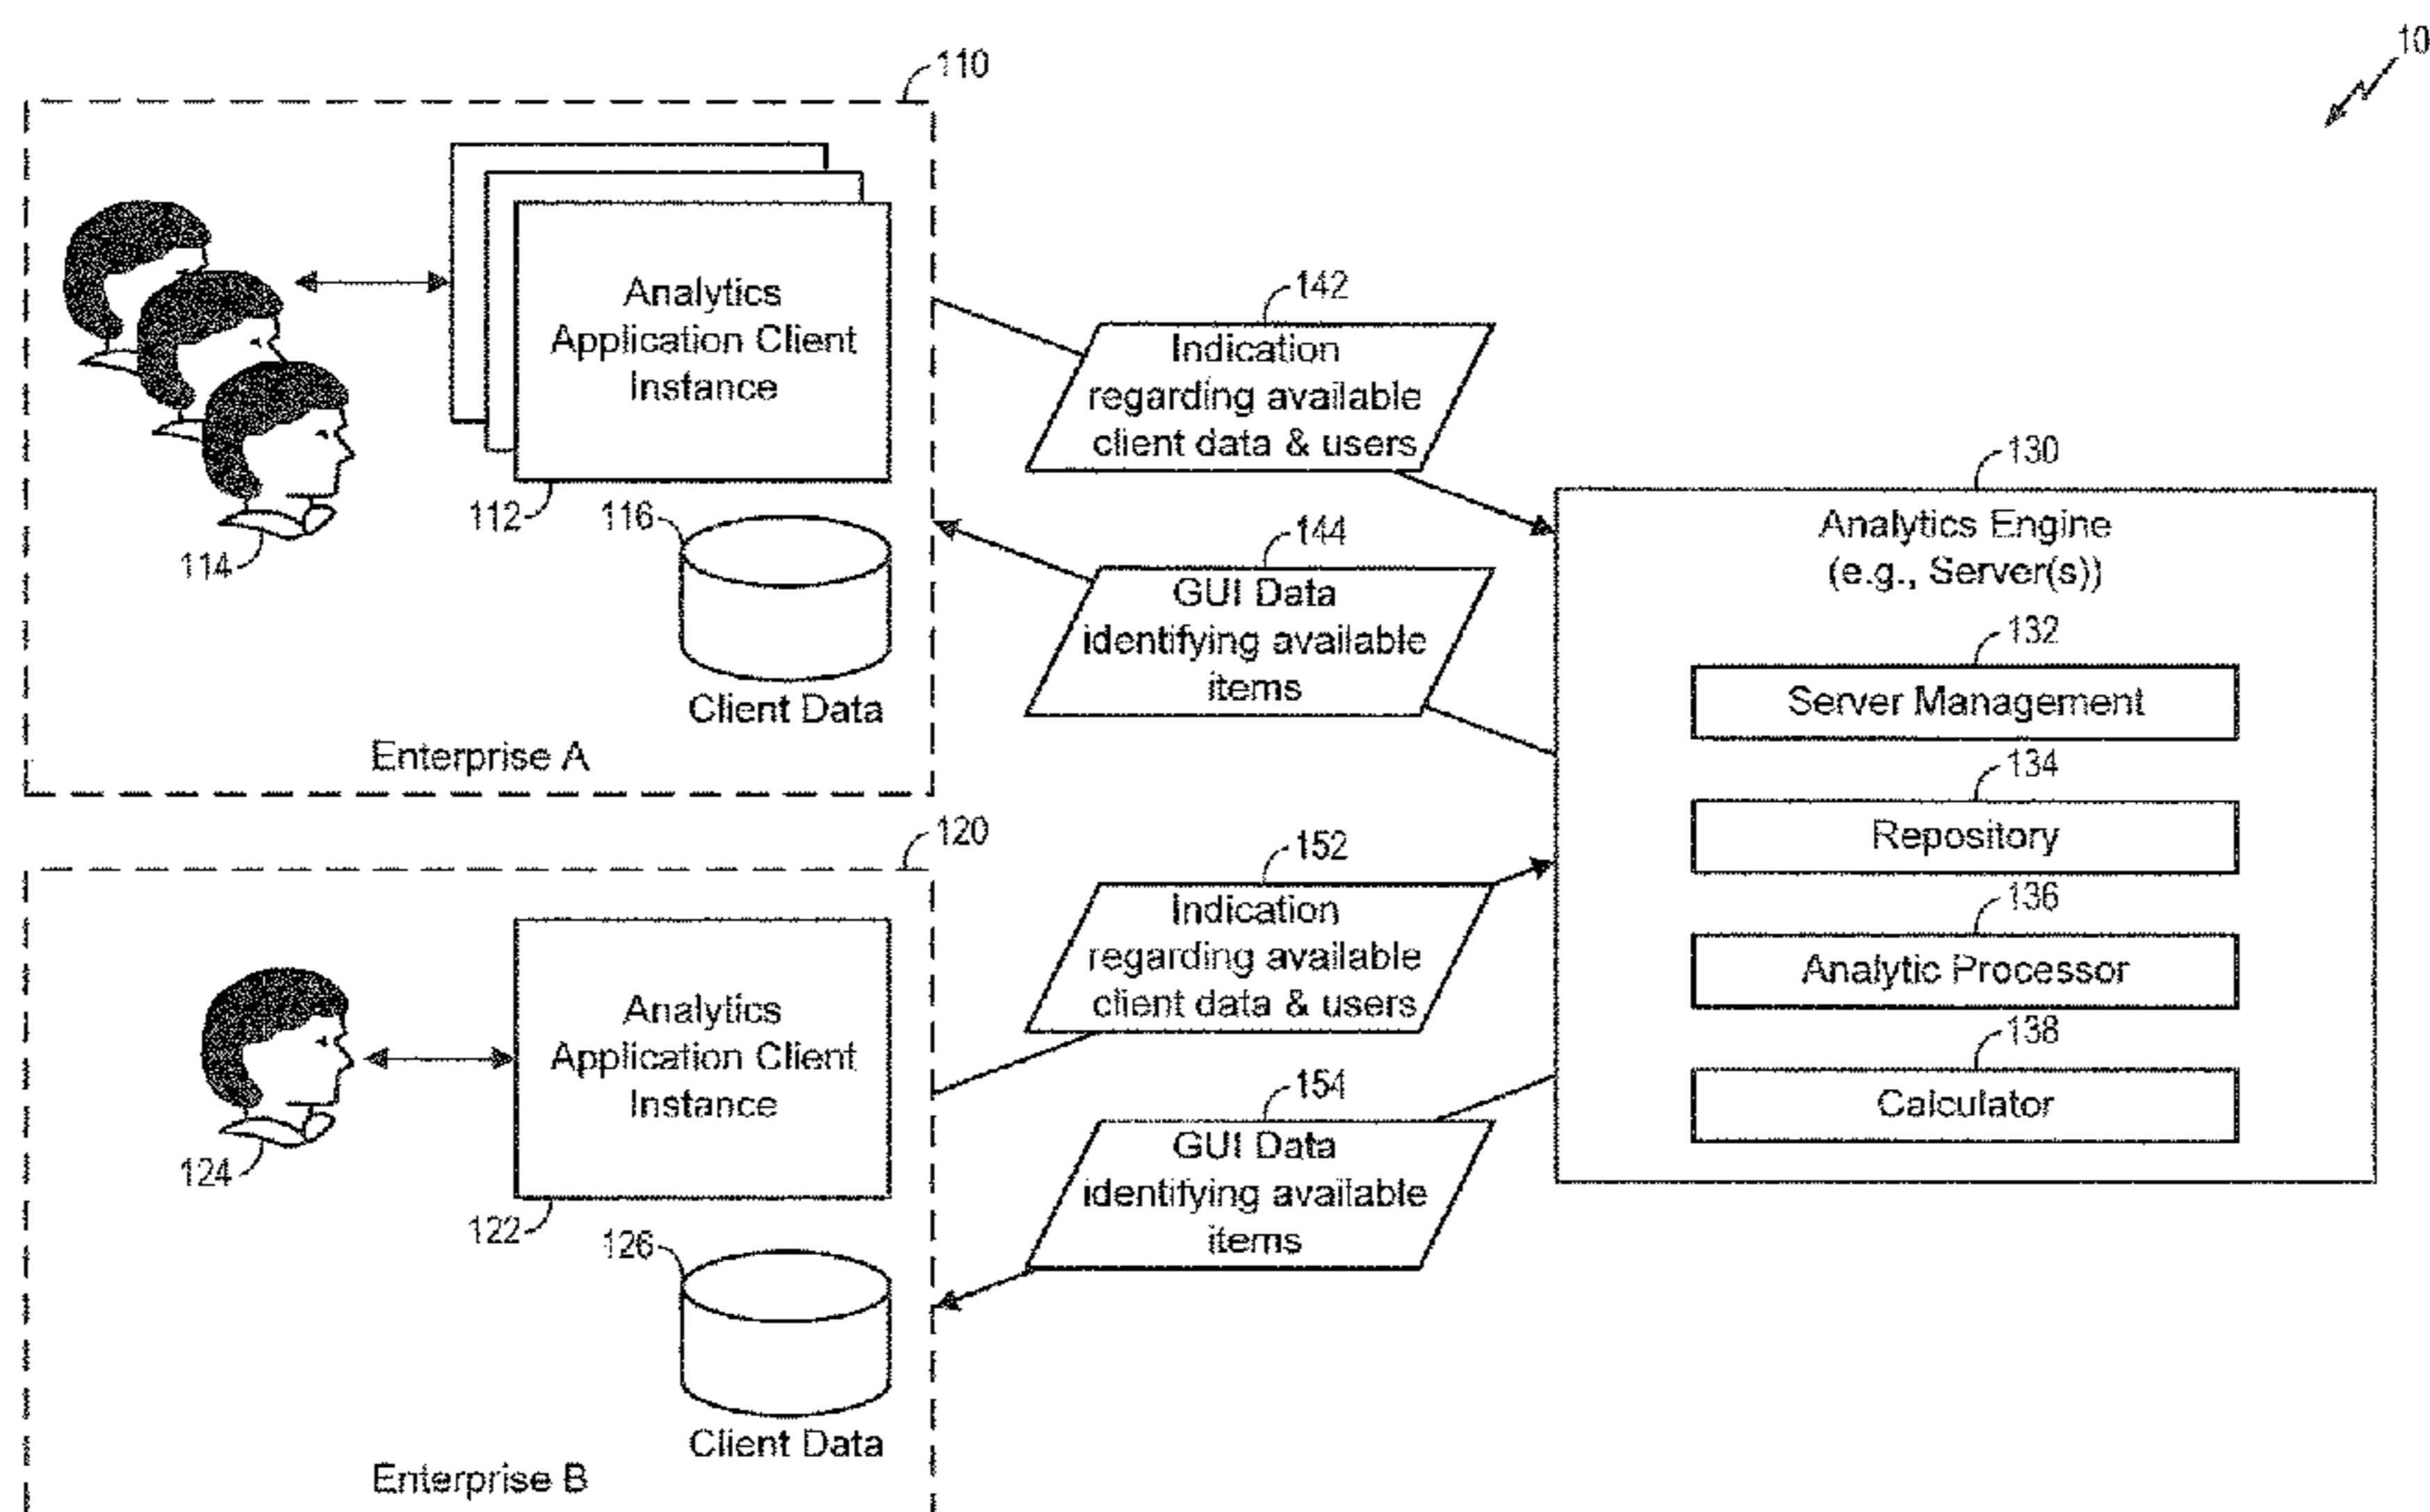 10
110
Analytics
Application Client
Instance
112
114
116
Client Data
Enterprise A
142
Indication
regarding available
client data & users
144
GUI Data
identifying available
items
130
Analytics Engine
(e.g., Server(s))
132
Server Management
134
Repository
136
Analytic Processor
138
Calculator
120
Analytics
Application Client
Instance
122
124
126
Client Data
Enterprise B
152
Indication
regarding available
client data & users
154
GUI Data
identifying available
items